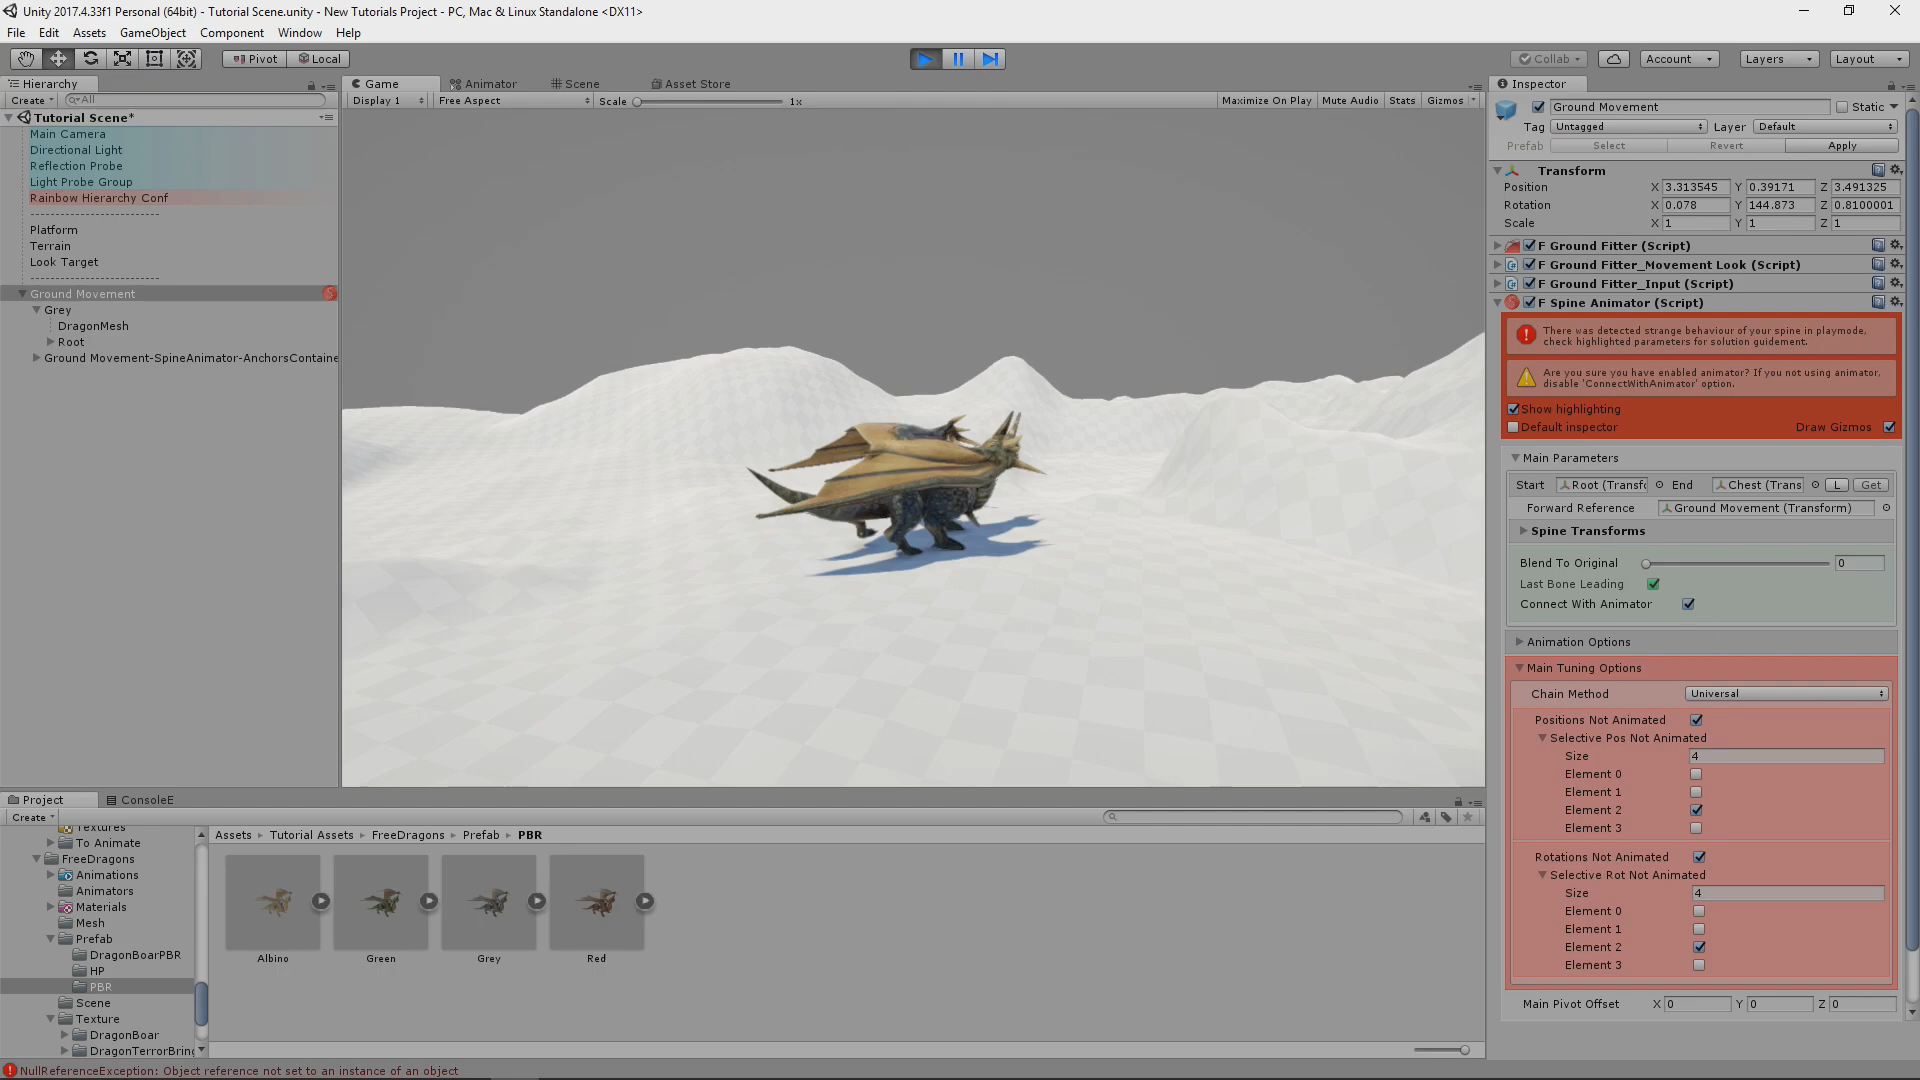 Unity 2017.4.33f1 Personal (64bit) - Tutorial Scene.unity - New Tutorials Project - PC, Mac & Linux Standalone <DX11>
File Edit Assets GameObject Component Window Help
Pivot Local Collab Account Layers Layout
Hierarchy
Create All
Tutorial Scene*
Main Camera
Directional Light
Reflection Probe
Light Probe Group
Rainbow Hierarchy Conf
---------------------------
Platform
Terrain
Look Target
---------------------------
Ground Movement
Grey
DragonMesh
Root
Ground Movement-SpineAnimator-AnchorsContaine
Game Animator Scene Asset Store
Display 1 Free Aspect Scale 1x Maximize On Play Mute Audio Stats Gizmos
Project ConsoleE
Create
Textures
To Animate
FreeDragons
Animations
Animators
Materials
Mesh
Prefab
DragonBoarPBR
HP
PBR
Scene
Texture
DragonBoar
DragonTerrorBring
Assets Tutorial Assets FreeDragons Prefab PBR
Albino Green Grey Red
Inspector
Ground Movement Static
Tag Untagged Layer Default
Prefab Select Revert Apply
Transform
Position X 3.313545 Y 0.39171 Z 3.491325
Rotation X 0.078 Y 144.873 Z 0.8100001
Scale X 1 Y 1 Z 1
F Ground Fitter (Script)
F Ground Fitter_Movement Look (Script)
F Ground Fitter_Input (Script)
F Spine Animator (Script)
There was detected strange behaviour of your spine in playmode,
check highlighted parameters for solution guidement.
Are you sure you have enabled animator? If you not using animator,
disable 'ConnectWithAnimator' option.
Show highlighting
Default inspector Draw Gizmos
Main Parameters
Start Root (Transf End Chest (Trans L Get
Forward Reference Ground Movement (Transform)
Spine Transforms
Blend To Original 0
Last Bone Leading
Connect With Animator
Animation Options
Main Tuning Options
Chain Method Universal
Positions Not Animated
Selective Pos Not Animated
Size 4
Element 0
Element 1
Element 2
Element 3
Rotations Not Animated
Selective Rot Not Animated
Size 4
Element 0
Element 1
Element 2
Element 3
Main Pivot Offset X 0 Y 0 Z 0
NullReferenceException: Object reference not set to an instance of an object